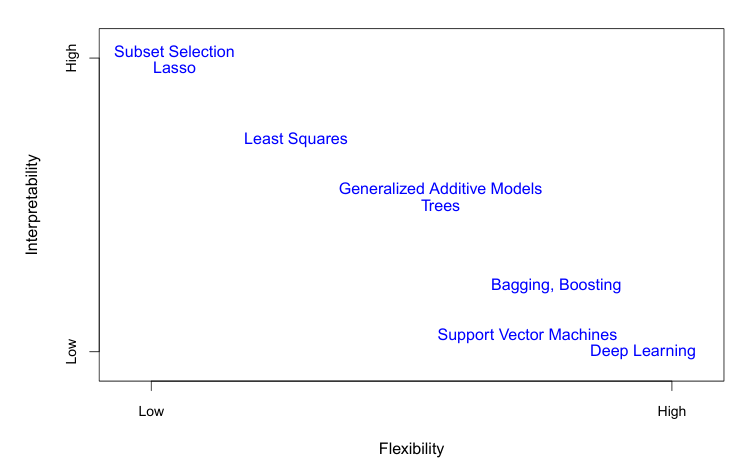 High
Subset Selection
Lasso
Least Squares
Interpretability
Generalized Additive Models
Trees
Bagging, Boosting
Support Vector Machines
Low
Deep Learning
Low
High
Flexibility